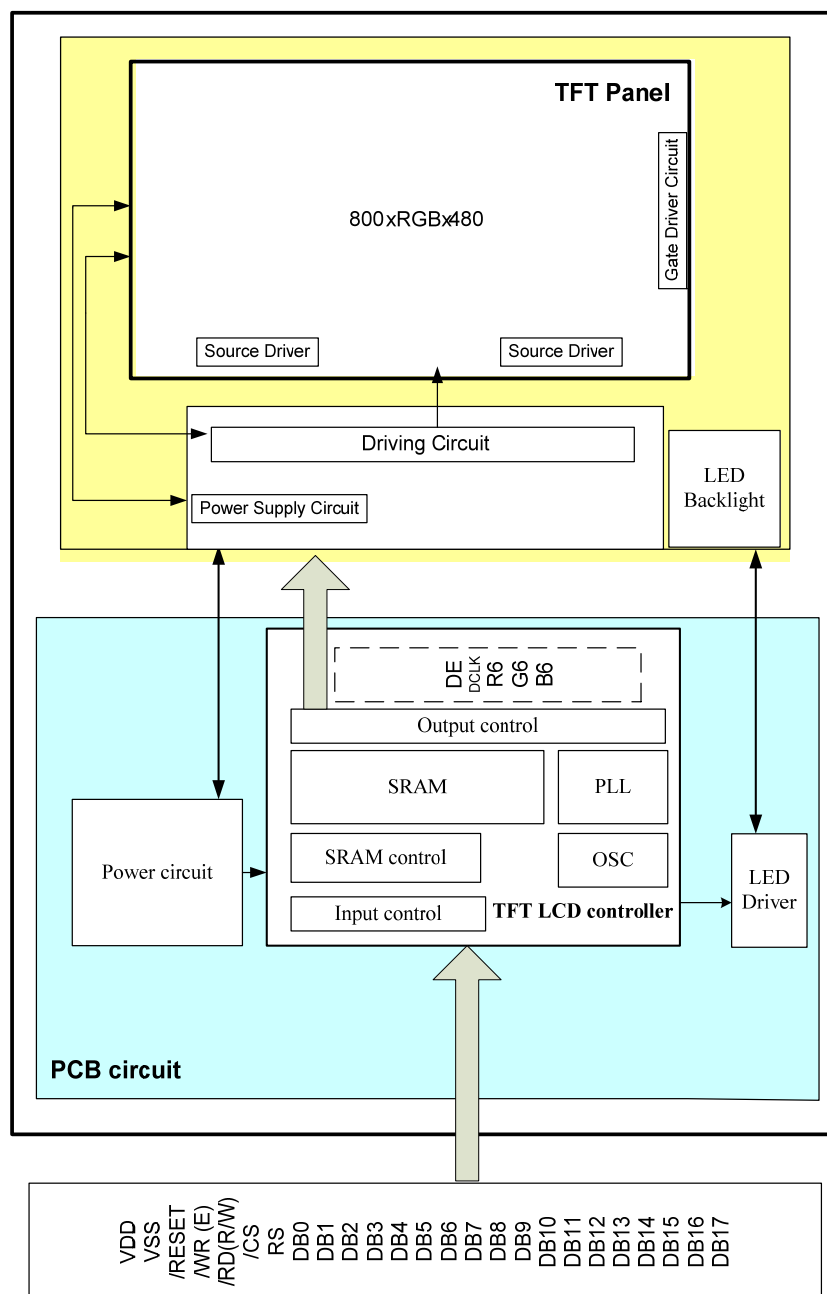 TFT Panel
Gate Driver Circuit
800xRGBx480
Source Driver
Source Driver
Driving Circuit
LED
Backlight
Power Supply Circuit
DE
DCLK
R6
G6
B6
Output control
SRAM
PLL
Power circuit
SRAM control
OSC
LED
Driver
Input control
TFT LCD controller
PCB circuit
VDD
VSS
/RESET
/WR (E)
/RD(R/W)
/CS
RS
DB0
DB1
DB2
DB3
DB4
DB5
DB6
DB7
DB8
DB9
DB10
DB11
DB12
DB13
DB14
DB15
DB16
DB17